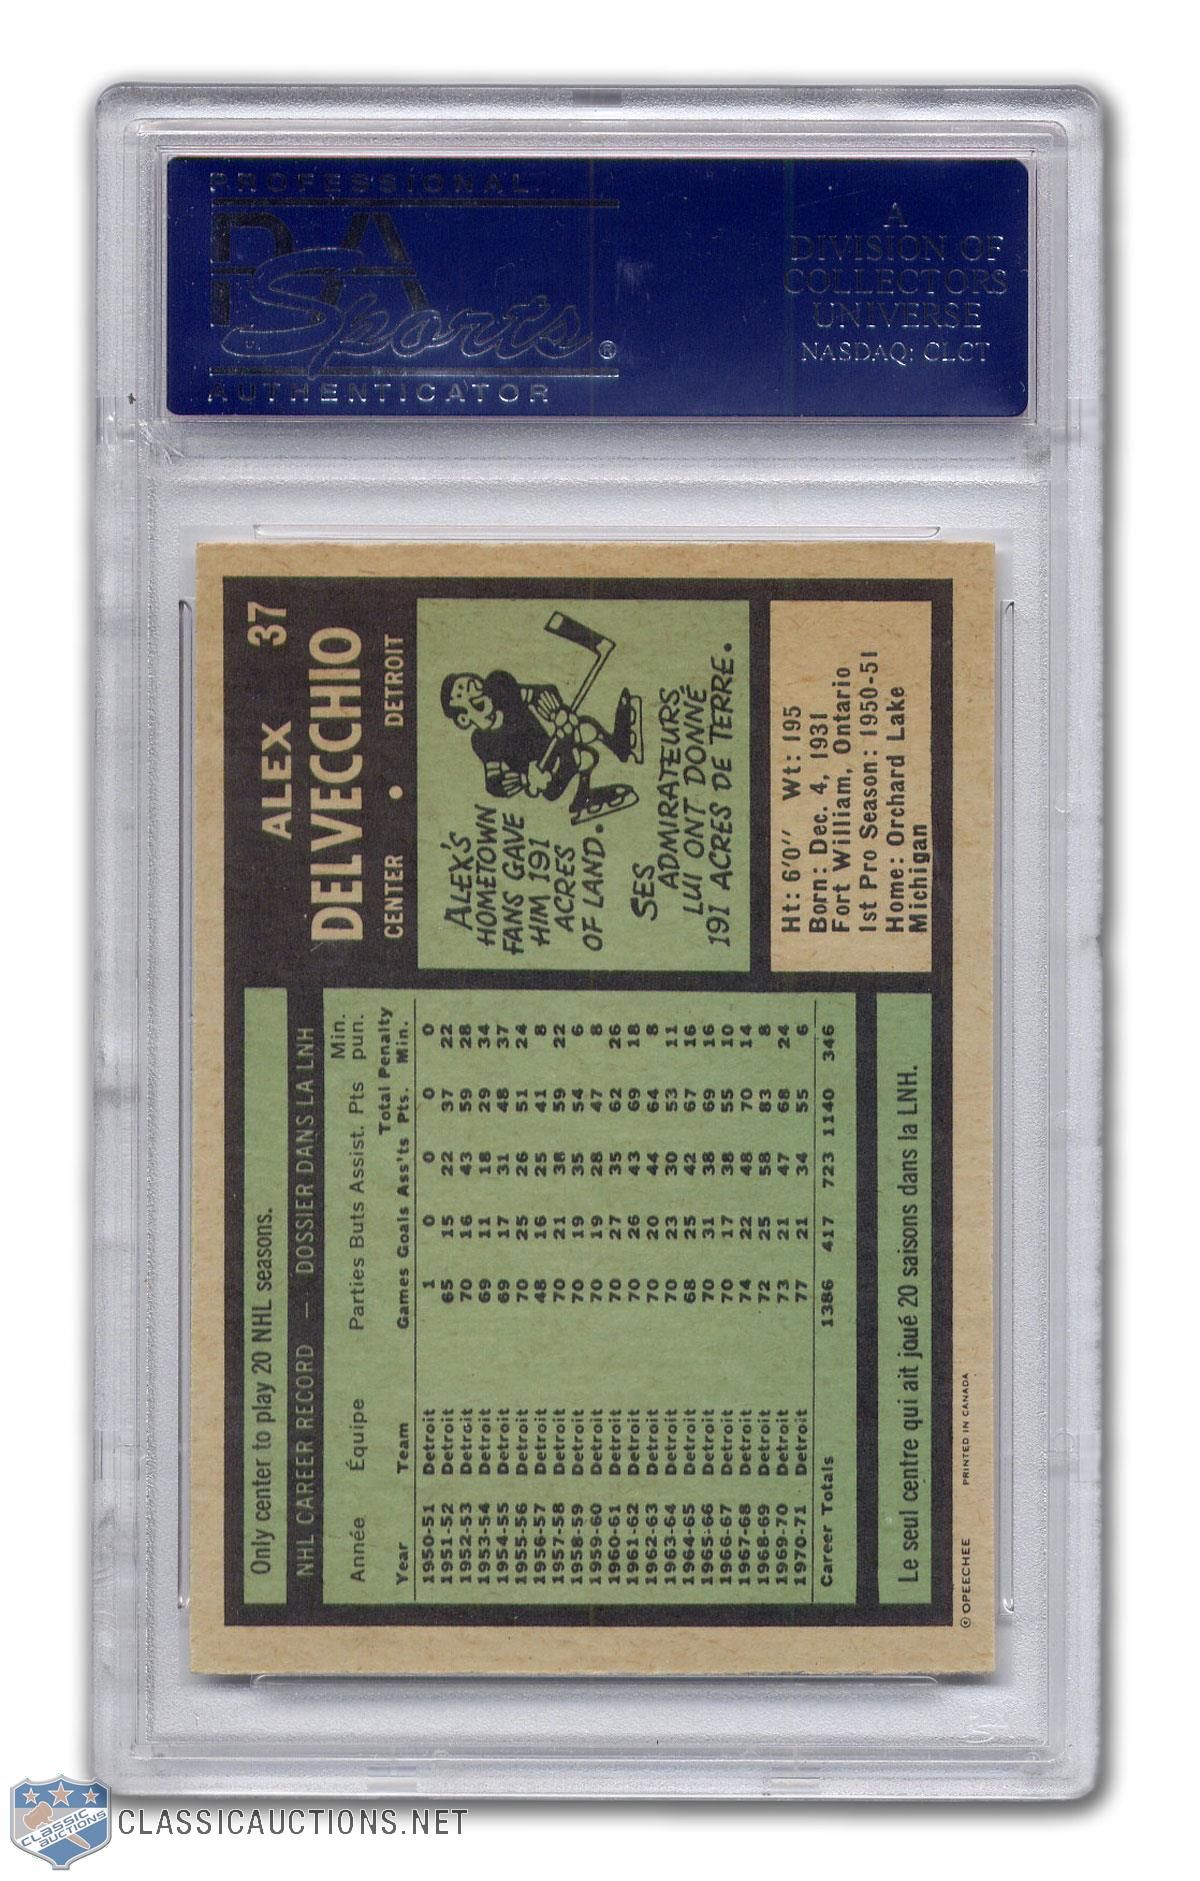 PROFESSIONAL
PSA
Sports®
AUTHENTICATOR
A
DIVISION OF
COLLECTORS
UNIVERSE
NASDAQ: CLCT
Only center to play 20 NHL seasons.
ALEX 37
DELVECCHIO
CENTER • DETROIT
NHL CAREER RECORD — DOSSIER DANS LA LNH
Année Équipe Parties Buts Assist. Pts Min. pun.
Year Team Games Goals Ass'ts Total Pts. Penalty Min.
1950-51 Detroit 1 0 0 0 0
1951-52 Detroit 65 15 22 37 22
1952-53 Detroit 70 16 43 59 28
1953-54 Detroit 69 11 18 29 34
1954-55 Detroit 69 17 31 48 37
1955-56 Detroit 70 25 26 51 24
1956-57 Detroit 48 16 25 41 8
1957-58 Detroit 70 21 38 59 22
1958-59 Detroit 70 19 35 54 6
1959-60 Detroit 70 19 28 47 8
1960-61 Detroit 70 27 35 62 26
1961-62 Detroit 70 26 43 69 18
1962-63 Detroit 70 20 44 64 8
1963-64 Detroit 70 23 30 53 11
1964-65 Detroit 68 25 42 67 16
1965-66 Detroit 70 31 38 69 16
1966-67 Detroit 70 17 38 55 10
1967-68 Detroit 74 22 48 70 14
1968-69 Detroit 72 25 58 83 8
1969-70 Detroit 73 21 47 68 24
1970-71 Detroit 77 21 34 55 6
Career Totals 1386 417 723 1140 346
Le seul centre qui ait joué 20 saisons dans la LNH.
ALEX'S
HOMETOWN
FANS GAVE
HIM 191
ACRES
OF LAND.
SES
ADMIRATEURS
LUI ONT DONNÉ
191 ACRES DE TERRE.
Ht: 6'0" Wt: 195
Born: Dec. 4, 1931
Fort William, Ontario
1st Pro Season: 1950-51
Home: Orchard Lake
Michigan
© OPEECHEE PRINTED IN CANADA
CLASSIC
AUCTIONS
CLASSICAUCTIONS.NET